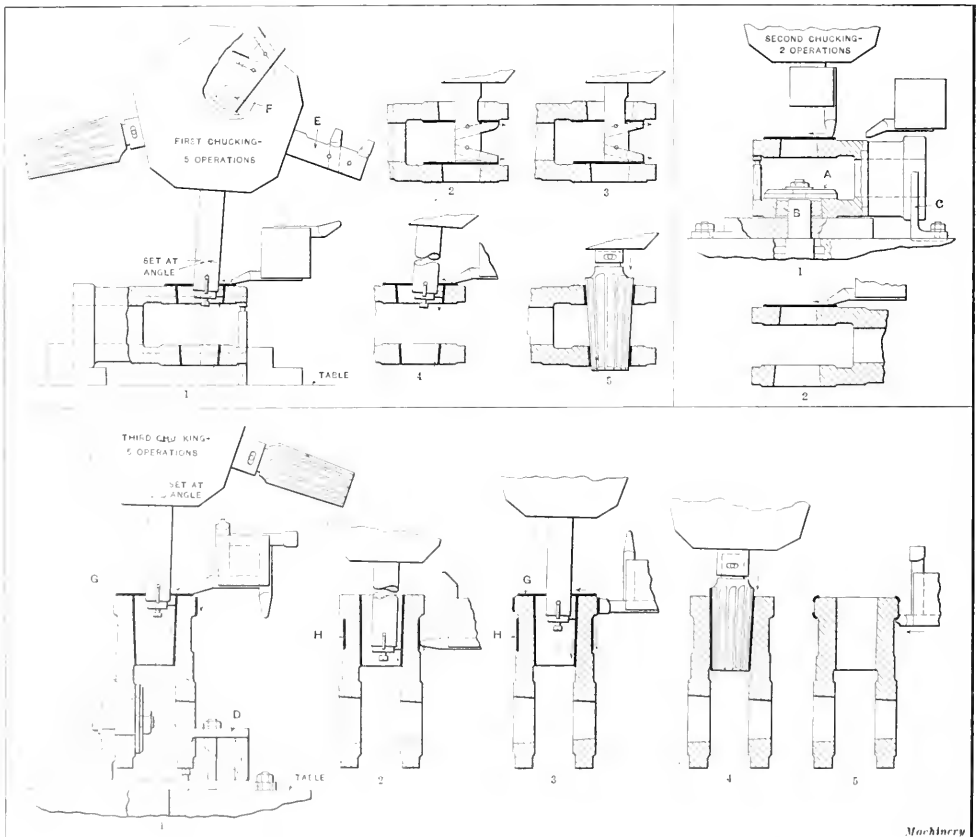 F
E
FIRST CHUCKING-
5 OPERATIONS
SET AT
ANGLE
TABLE
1
2
3
4
5
SECOND CHUCKING-
2 OPERATIONS
A
B
C
1
2
THIRD CHUCKING-
5 OPERATIONS
SET AT
ANGLE
G
D
TABLE
1
H
2
G
H
3
4
5
Machinery